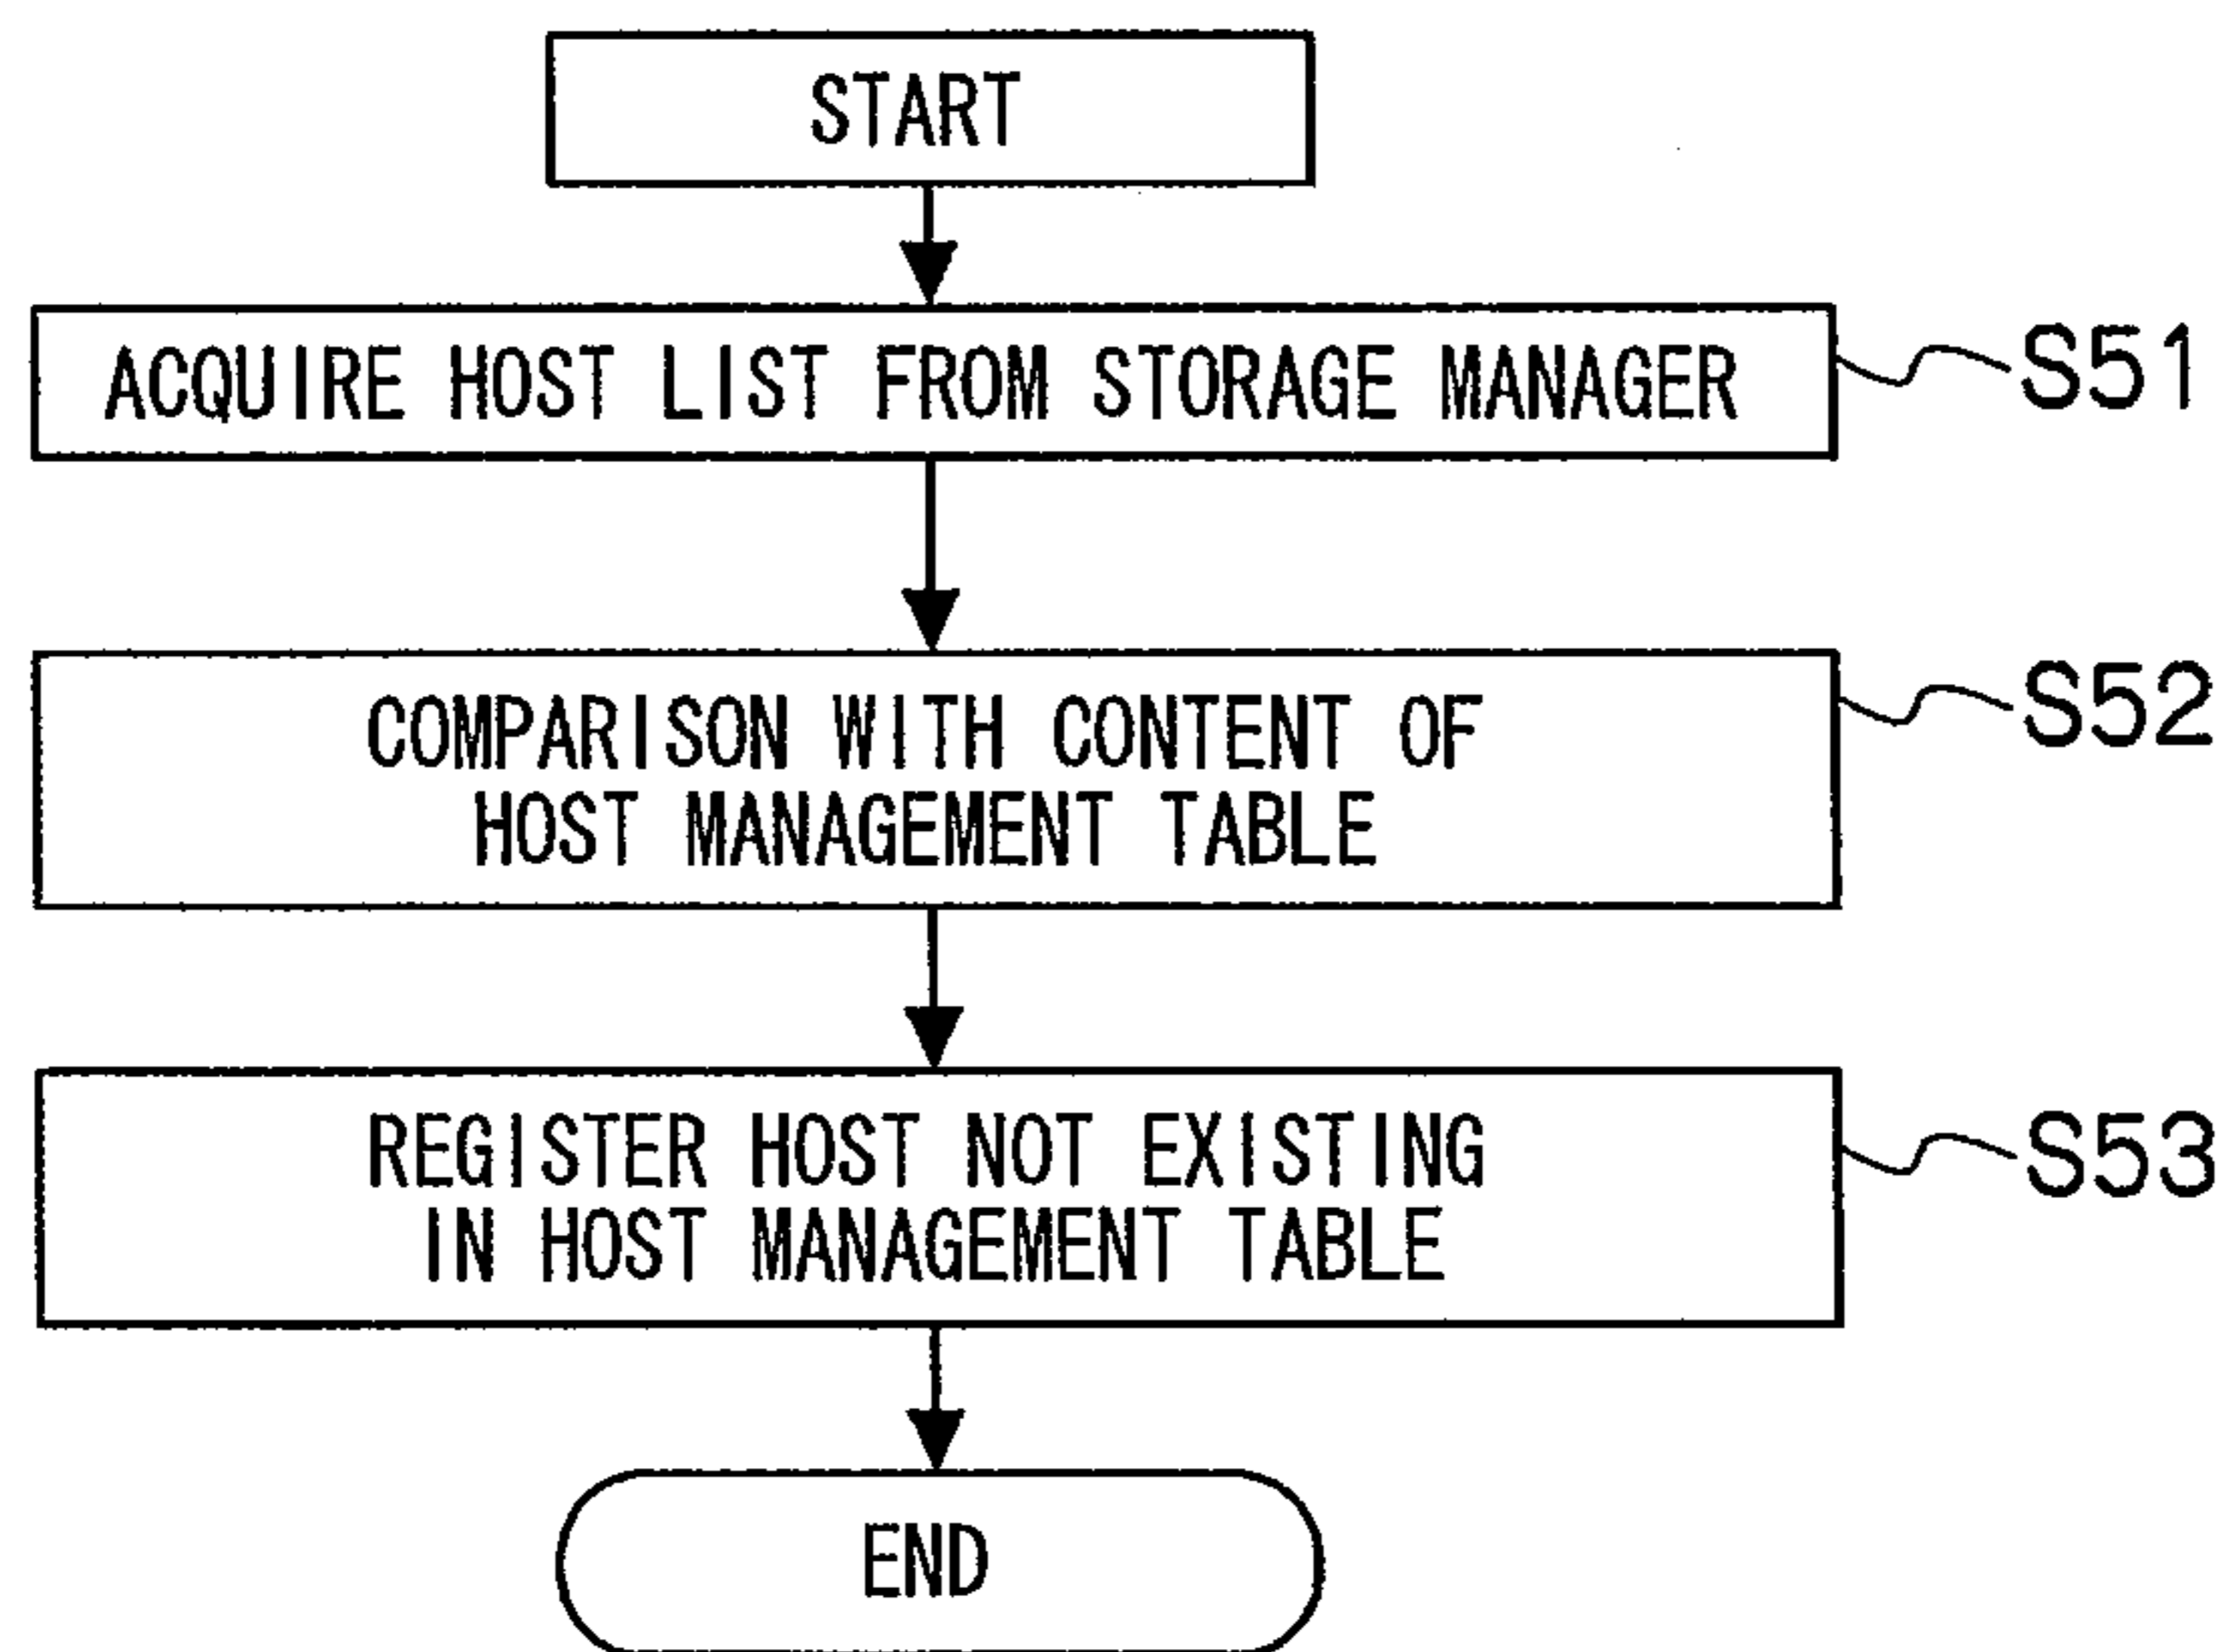 START
ACQUIRE HOST LIST FROM STORAGE MANAGER
S51
COMPARISON WITH CONTENT OF
HOST MANAGEMENT TABLE
S52
REGISTER HOST NOT EXISTING
IN HOST MANAGEMENT TABLE
S53
END